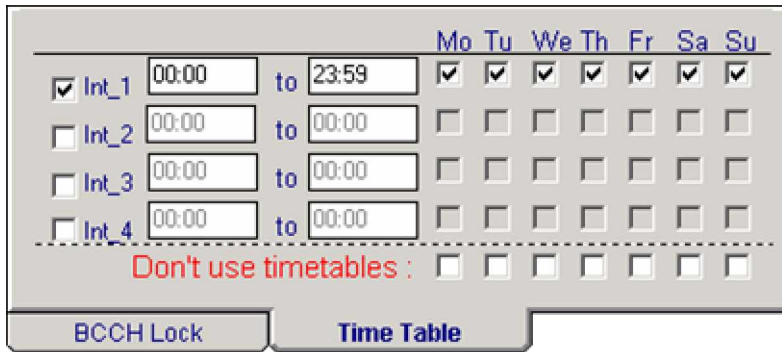 Mo Tu We Th Fr Sa Su
Int_1 00:00 to 23:59
Int_2 00:00 to 00:00
Int_3 00:00 to 00:00
Int_4 00:00 to 00:00
Don't use timetables :
BCCH Lock Time Table